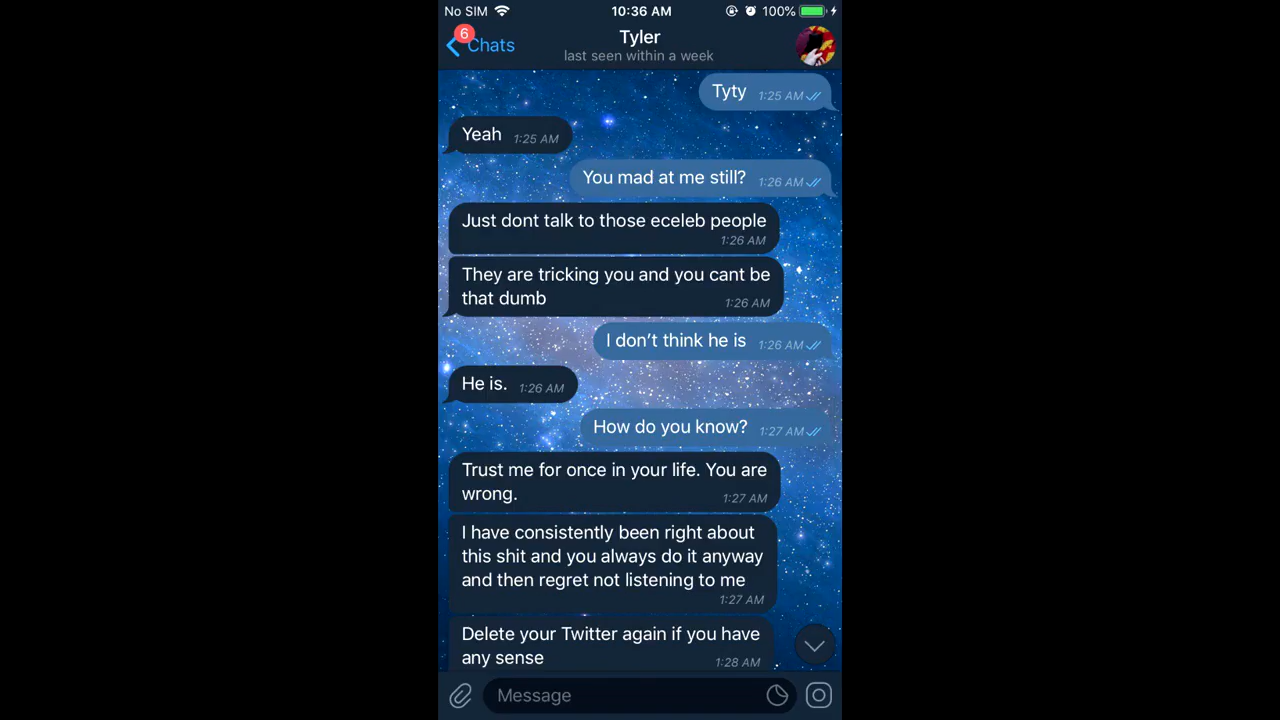 No SIM 10:36 AM 100%
6
Chats
Tyler
last seen within a week
Tyty 1:25 AM
Yeah 1:25 AM
You mad at me still? 1:26 AM
Just dont talk to those eceleb people
1:26 AM
They are tricking you and you cant be
that dumb 1:26 AM
I don't think he is 1:26 AM
He is. 1:26 AM
How do you know? 1:27 AM
Trust me for once in your life. You are
wrong. 1:27 AM
I have consistently been right about
this shit and you always do it anyway
and then regret not listening to me
1:27 AM
Delete your Twitter again if you have
any sense 1:28 AM
Message